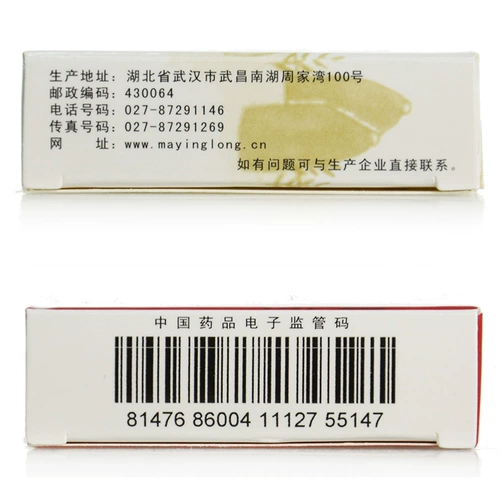 生产地址：湖北省武汉市武昌南湖周家湾100号
邮政编码：430064
电话号码：027-87291146
传真号码：027-87291269
网　　址：www.mayinglong.cn
如有问题可与生产企业直接联系。
中国药品电子监管码
81476 86004 11127 55147